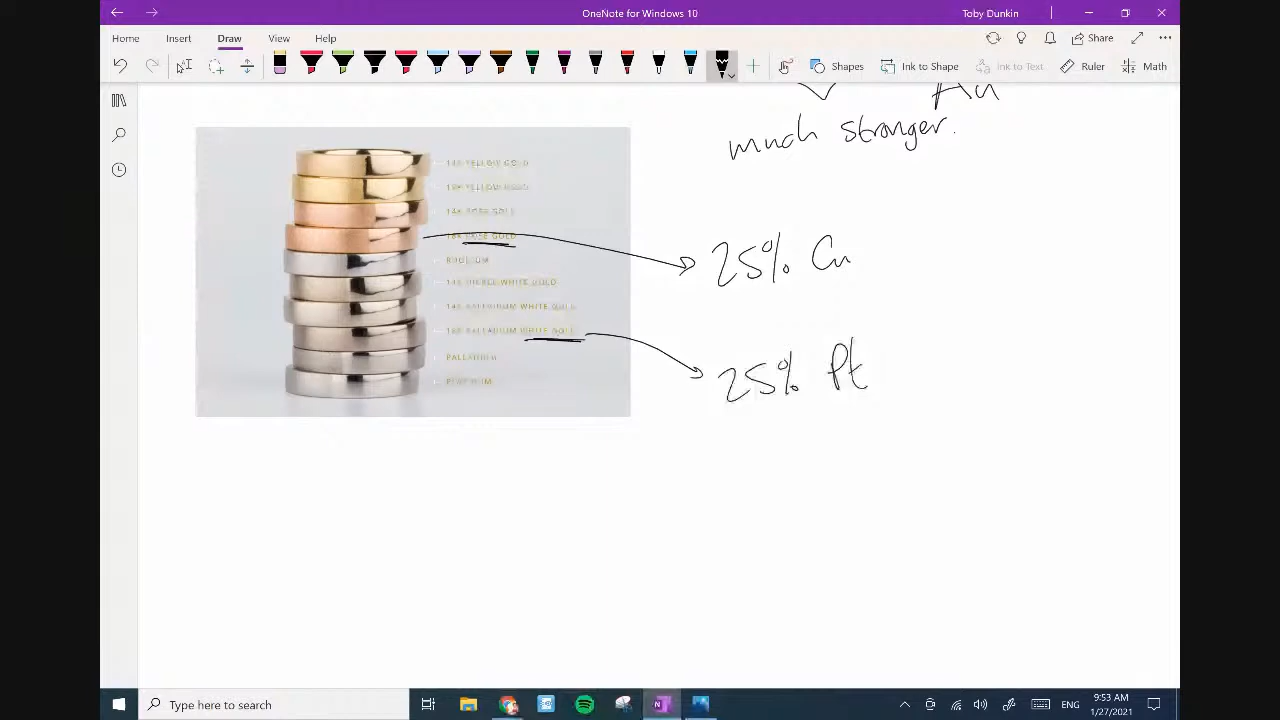 OneNote for Windows 10
Toby Dunkin
Home Insert Draw View Help
Share
Shapes
Ink to Shape
Ink to Text
Ruler
Math
Au
much stronger.
14K YELLOW GOLD
YELLOW GOLD
14K ROSE GOLD
18K ROSE GOLD
WHITE GOLD
14K PALLADIUM WHITE GOLD
18K PALLADIUM WHITE GOLD
PALLADIUM
PLATINUM
25% Cu
25% Pt
Type here to search
ENG
9:53 AM
1/27/2021